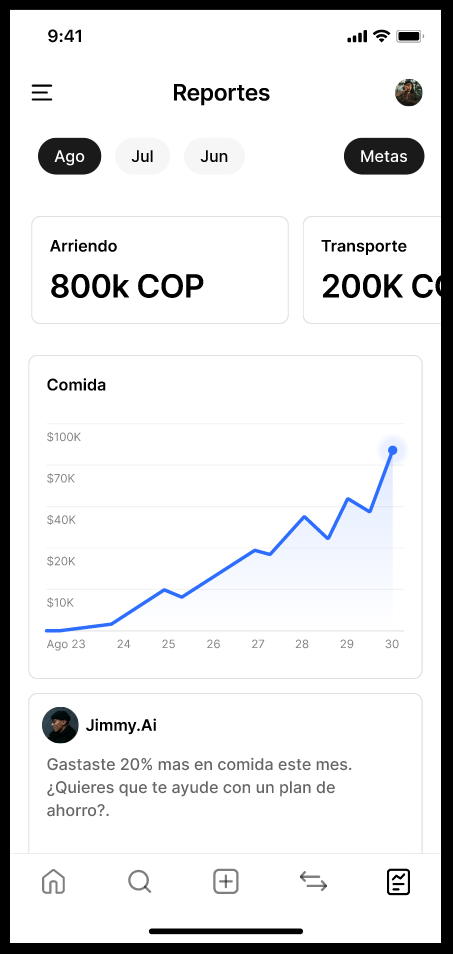 9:41
Reportes
Ago Jul Jun Metas
Arriendo Transporte
800k COP 200K C
Comida
$100K
$70K
$40K
$20K
$10K
Ago 23 24 25 26 27 28 29 30
Jimmy.Ai
Gastaste 20% mas en comida este mes.
¿Quieres que te ayude con un plan de
ahorro?.